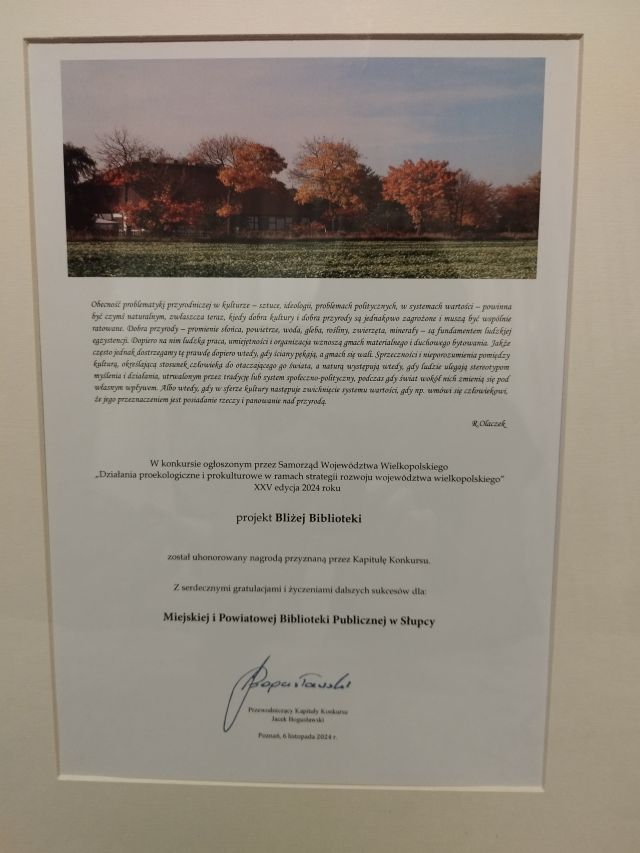 Obecność problematyki przyrodniczej w kulturze – sztuce, ideologii, problemach politycznych, w systemach wartości – powinna
być czymś naturalnym, zwłaszcza teraz, kiedy dobra kultury i dobra przyrody są jednakowo zagrożone i muszą być wspólnie
ratowane. Dobra przyrody – promienie słońca, powietrze, woda, gleba, rośliny, zwierzęta, minerały – są fundamentem ludzkiej
egzystencji. Dopiero na nim ludzka praca, umiejętności i organizacja wznoszą gmach materialnego i duchowego bytowania. Jakże
często jednak dostrzegamy tę prawdę dopiero wtedy, gdy ściany pękają, a gmach się wali. Sprzeczności i nieporozumienia pomiędzy
kulturą, określającą stosunek człowieka do otaczającego go świata, a naturą występują wtedy, gdy ludzie ulegają stereotypom
myślenia i działania, utrwalonym przez tradycję lub system społeczno-polityczny, podczas gdy świat wokół nich zmienią się pod
własnym wpływem. Albo wtedy, gdy w sferze kultury następuje zwichnięcie systemu wartości, gdy np. wmówi się człowiekowi,
że jego przeznaczeniem jest posiadanie rzeczy i panowanie nad przyrodą.
R.Olaczek
W konkursie ogłoszonym przez Samorząd Województwa Wielkopolskiego
„Działania proekologiczne i prokulturowe w ramach strategii rozwoju województwa wielkopolskiego"
XXV edycja 2024 roku
projekt Bliżej Biblioteki
został uhonorowany nagrodą przyznaną przez Kapitułę Konkursu.
Z serdecznymi gratulacjami i życzeniami dalszych sukcesów dla:
Miejskiej i Powiatowej Biblioteki Publicznej w Słupcy
Bogusławski
Przewodniczący Kapituły Konkursu
Jacek Bogusławski
Poznań, 6 listopada 2024 r.